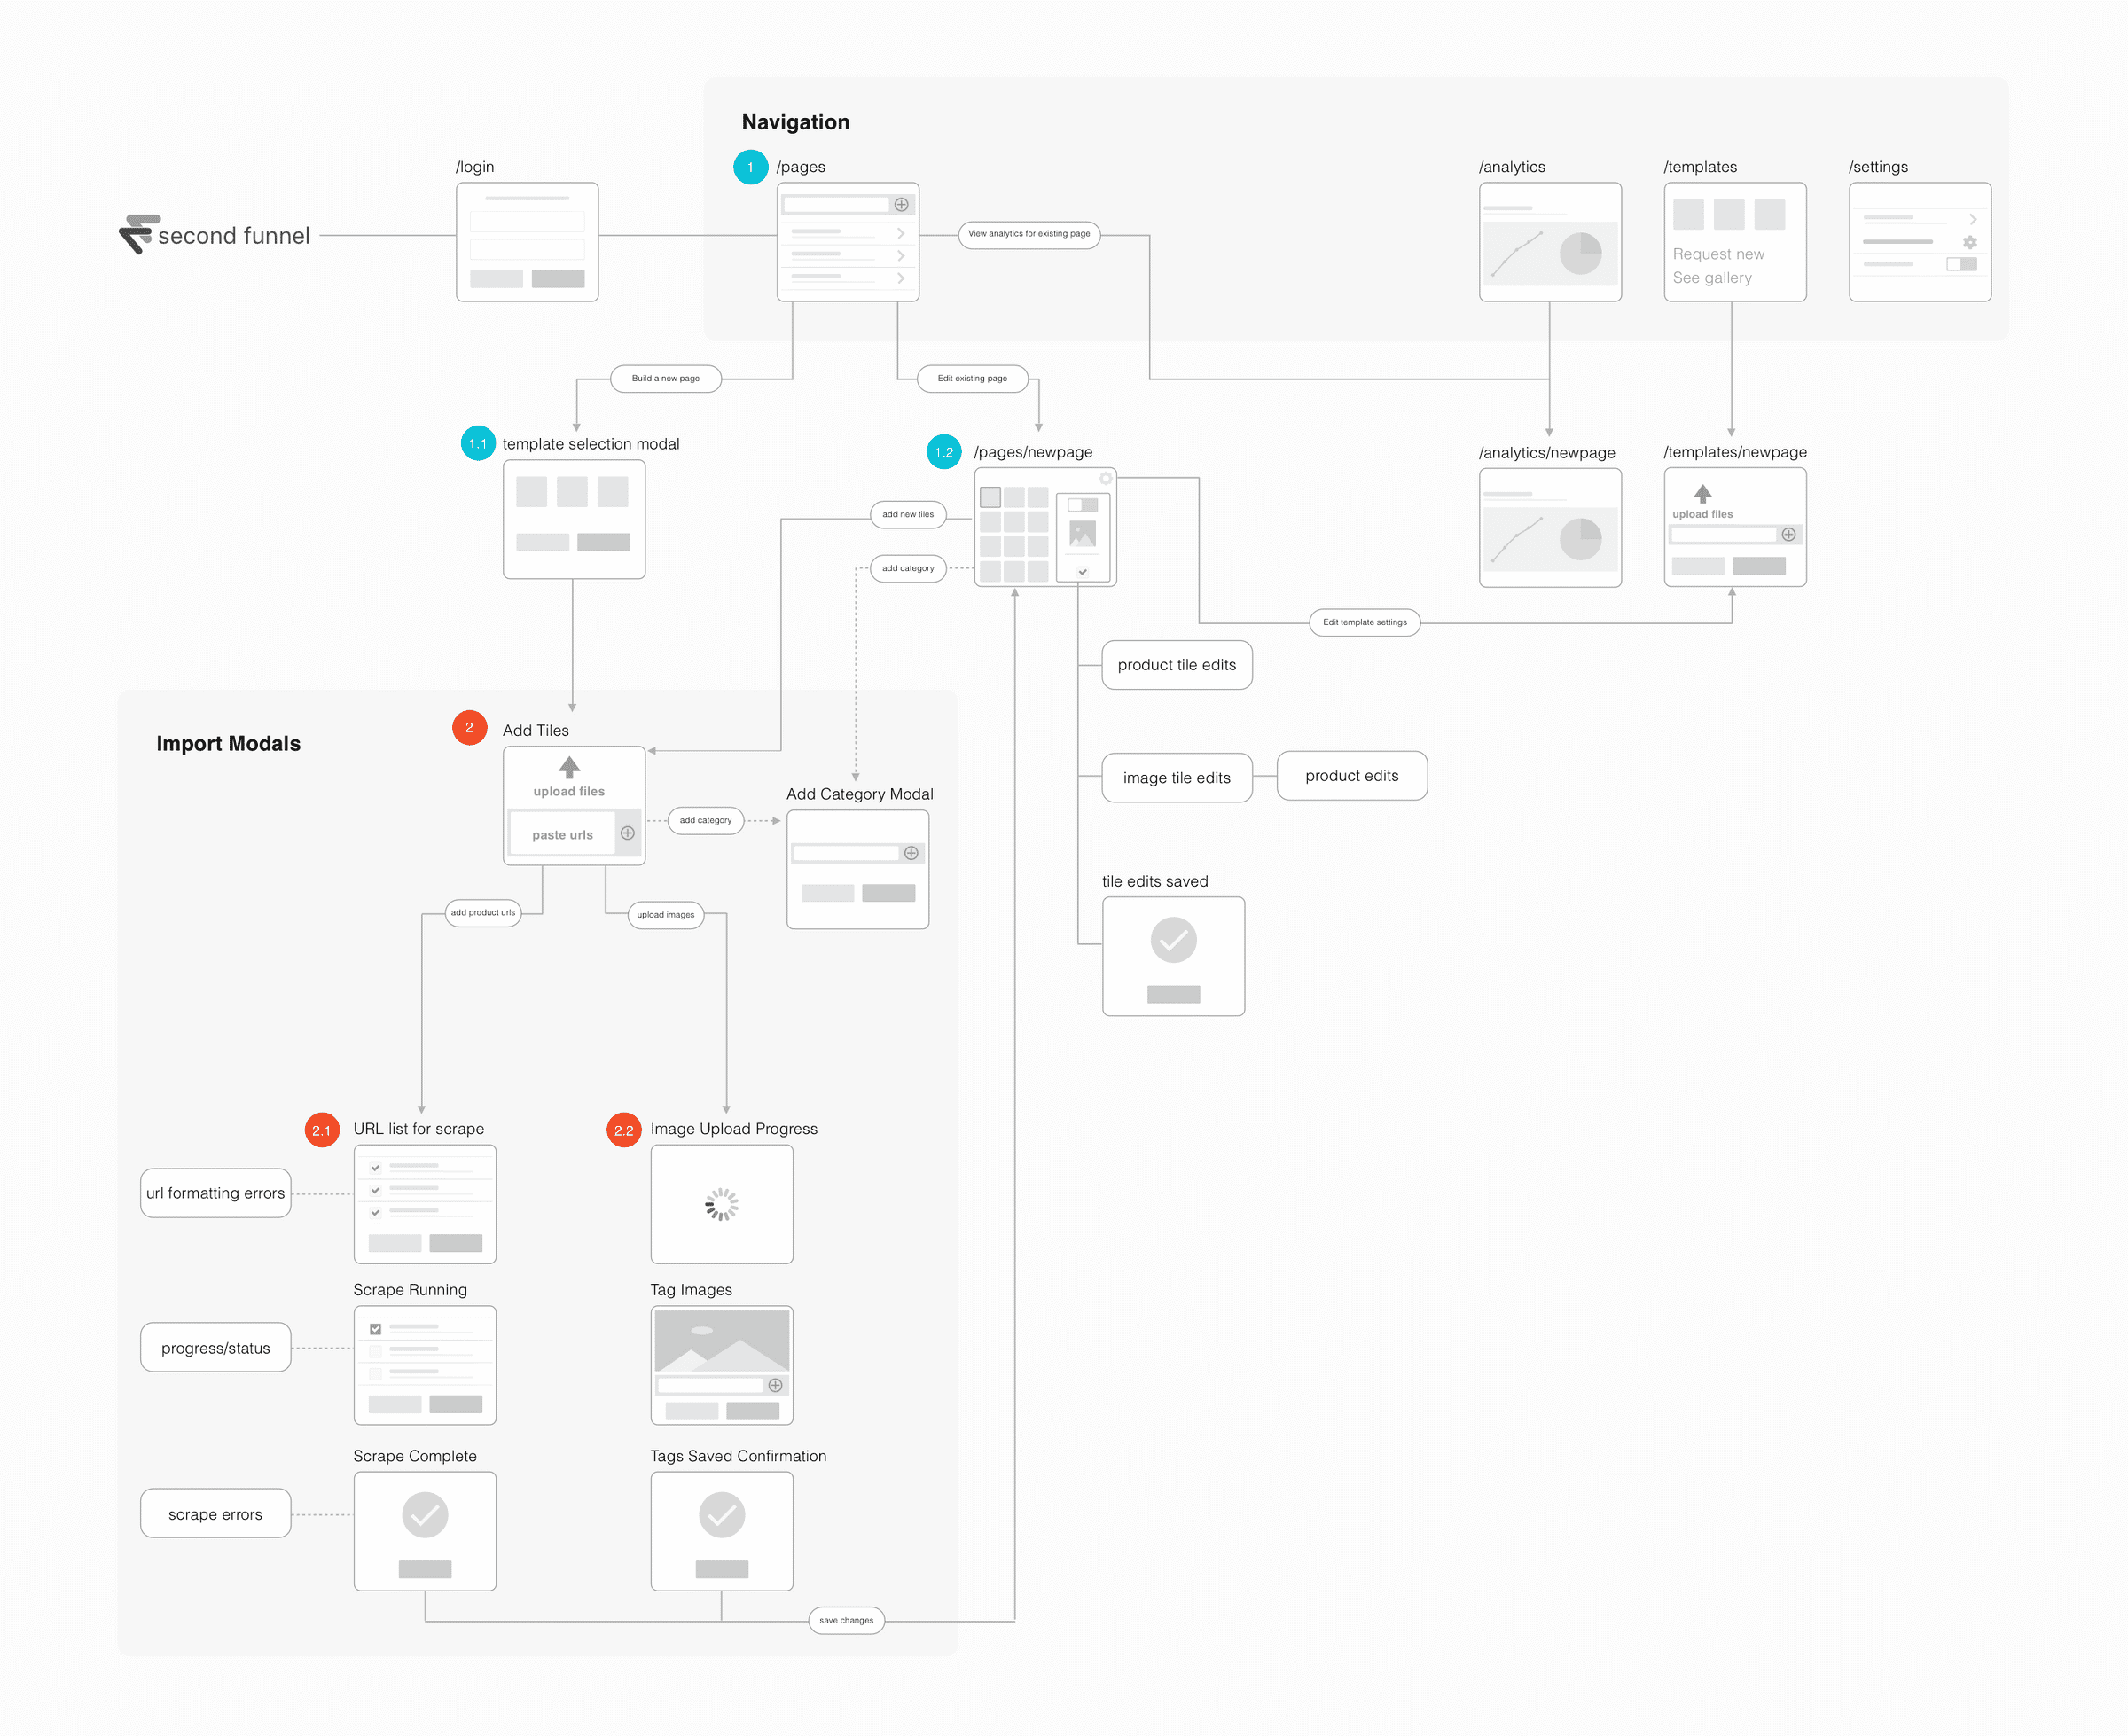 Navigation
/login
1
/pages
/analytics
/templates
/settings
second funnel
View analytics for existing page
Request new
See gallery
Build a new page
Edit existing page
1.1
template selection modal
1.2
/pages/newpage
/analytics/newpage
/templates/newpage
add new tiles
upload files
add category
Edit template settings
product tile edits
Import Modals
2
Add Tiles
upload files
paste urls
add category
Add Category Modal
image tile edits
product edits
tile edits saved
add product urls
upload images
2.1
URL list for scrape
2.2
Image Upload Progress
url formatting errors
Scrape Running
Tag Images
progress/status
Scrape Complete
Tags Saved Confirmation
scrape errors
save changes